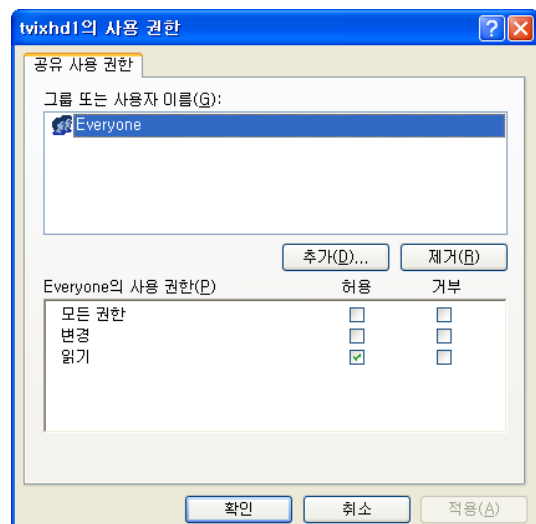 tvixhd1의 사용 권한
공유 사용 권한
그룹 또는 사용자 이름(G):
Everyone
추가(D)... 제거(R)
Everyone의 사용 권한(P) 허용 거부
모든 권한
변경
읽기
확인 취소 적용(A)